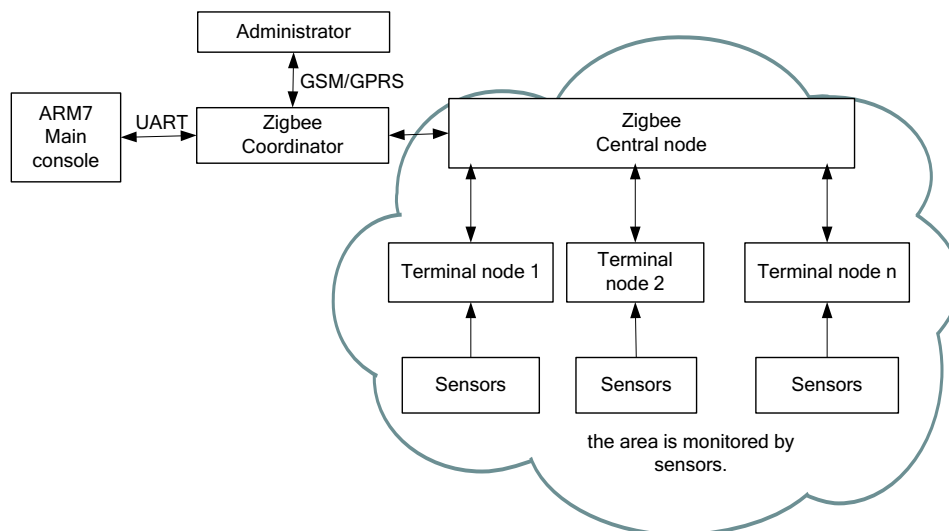 Administrator
GSM/GPRS
ARM7
Main
console
UART
Zigbee
Coordinator
Zigbee
Central node
Terminal node 1
Terminal
node 2
Terminal node n
Sensors
Sensors
Sensors
the area is monitored by
sensors.